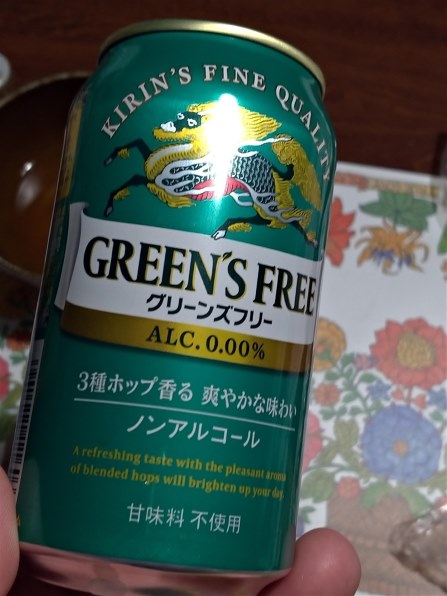 KIRIN'S FINE QUALITY
GREEN'S FREE
グリーンズフリー
ALC. 0.00%
3種ホップ香る 爽やかな味わい
ノンアルコール
A refreshing taste with the pleasant aroma
of blended hops will brighten up your day.
甘味料 不使用